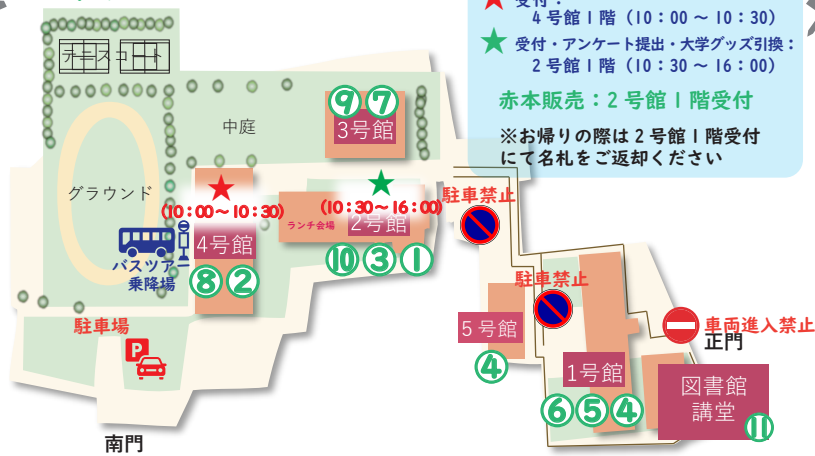 ★ 受付：
4号館1階（10：00～10：30）
★ 受付・アンケート提出・大学グッズ引換：
2号館1階（10：30～16：00）
赤本販売：2号館1階受付
※お帰りの際は2号館1階受付
にて名札をご返却ください
テニスコート
中庭
⑨⑦
3号館
グラウンド
（10：00～10：30）
4号館
⑧②
バスツアー
乗降場
ランチ会場
（10：30～16：00）
2号館
⑩③①
駐車禁止
駐車禁止
5号館
④
1号館
⑥⑤④
車両進入禁止
正門
図書館
講堂
⑪
駐車場
P
南門